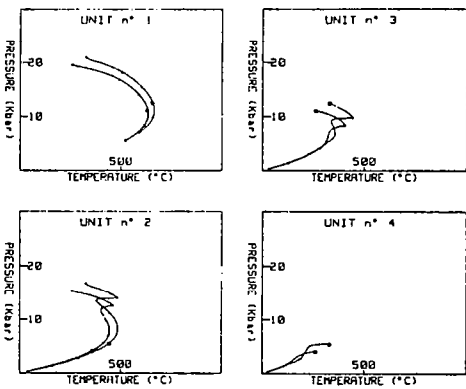 UNIT n° 1
PRESSURE (Kbar)
20
10
500
TEMPERATURE (°C)
UNIT n° 3
PRESSURE (Kbar)
20
10
500
TEMPERATURE (°C)
UNIT n° 2
PRESSURE (Kbar)
20
10
500
TEMPERATURE (°C)
UNIT n° 4
PRESSURE (Kbar)
20
10
500
TEMPERATURE (°C)